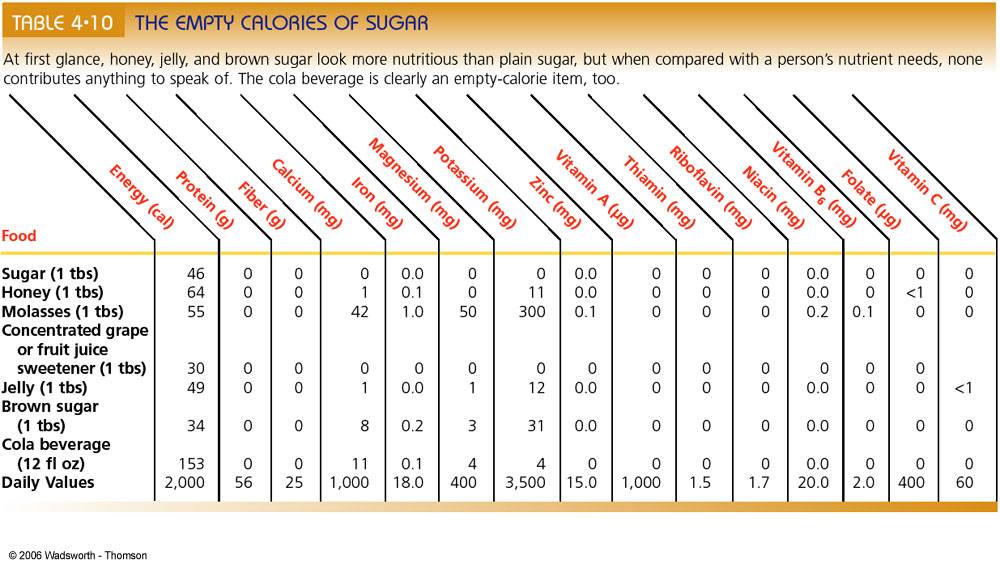 TABLE 4•10 THE EMPTY CALORIES OF SUGAR
At first glance, honey, jelly, and brown sugar look more nutritious than plain sugar, but when compared with a person's nutrient needs, none
contributes anything to speak of. The cola beverage is clearly an empty-calorie item, too.
Food Energy (cal) Protein (g) Fiber (g) Calcium (mg) Iron (mg) Magnesium (mg) Potassium (mg) Zinc (mg) Vitamin A (µg) Thiamin (mg) Riboflavin (mg) Niacin (mg) Vitamin B6 (mg) Folate (µg) Vitamin C (mg)
Sugar (1 tbs) 46 0 0 0 0.0 0 0 0.0 0 0 0 0.0 0 0 0
Honey (1 tbs) 64 0 0 1 0.1 0 11 0.0 0 0 0 0.0 0 <1 0
Molasses (1 tbs) 55 0 0 42 1.0 50 300 0.1 0 0 0 0.2 0.1 0 0
Concentrated grape
or fruit juice
sweetener (1 tbs) 30 0 0 0 0 0 0 0 0 0 0 0.0 0 0 0
Jelly (1 tbs) 49 0 0 1 0.0 1 12 0.0 0 0 0 0.0 0 0 <1
Brown sugar
(1 tbs) 34 0 0 8 0.2 3 31 0.0 0 0 0 0.0 0 0 0
Cola beverage
(12 fl oz) 153 0 0 11 0.1 4 4 0 0 0 0 0.0 0 0 0
Daily Values 2,000 56 25 1,000 18.0 400 3,500 15.0 1,000 1.5 1.7 20.0 2.0 400 60
© 2006 Wadsworth - Thomson